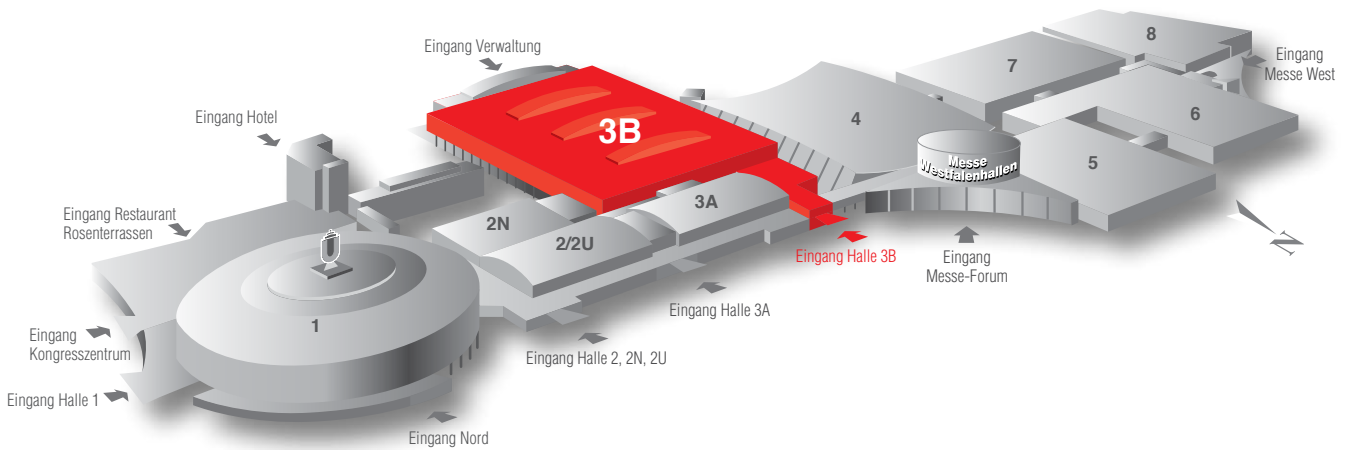 8
Eingang Verwaltung
Eingang
Messe West
7
Eingang Hotel
3B
4
6
Messe
Westfalenhallen
5
3A
Eingang Restaurant
Rosenterrassen
2N
2/2U
N
Eingang Halle 3B
Eingang
Messe-Forum
Eingang Halle 3A
1
Eingang
Kongresszentrum
Eingang Halle 2, 2N, 2U
Eingang Halle 1
Eingang Nord